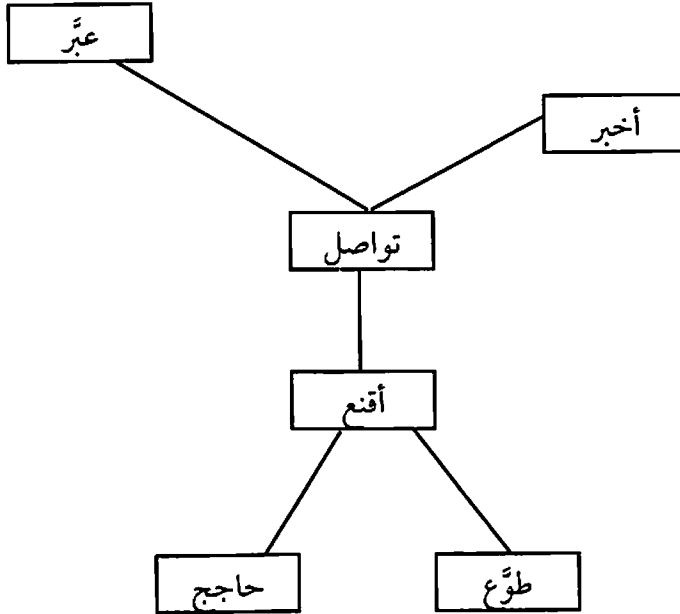 عبَّر
أخبر
تواصل
أقنع
حاجج
طوَّع